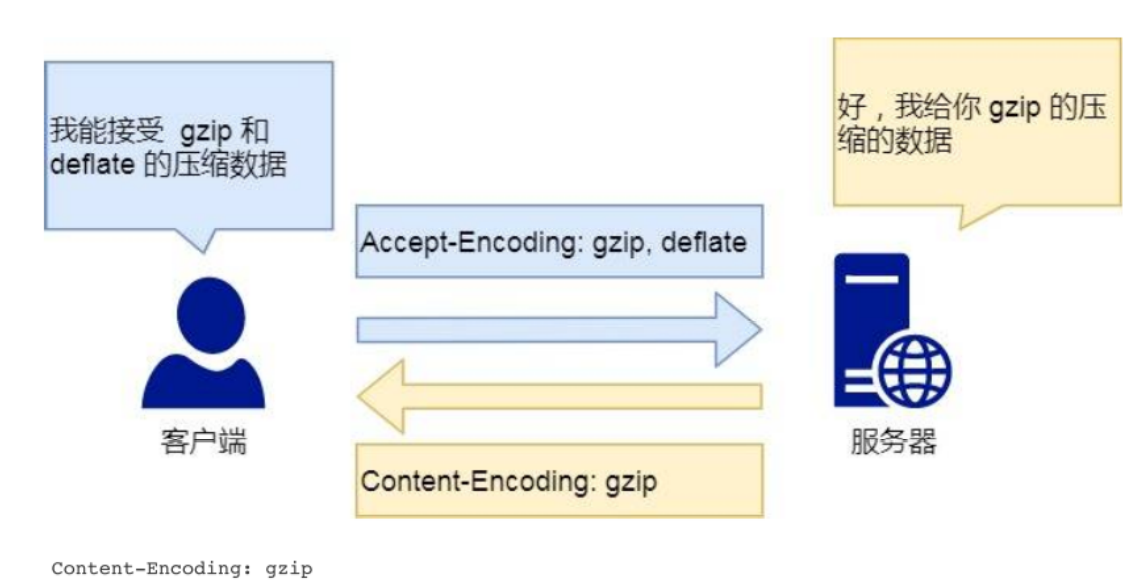 我能接受 gzip 和
deflate 的压缩数据
好，我给你 gzip 的压
缩的数据
Accept-Encoding: gzip, deflate
客户端
服务器
Content-Encoding: gzip
Content-Encoding: gzip